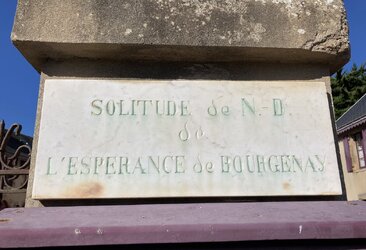 SOLITUDE de N.-D.
de
L'ESPERANCE de BOURGENAY